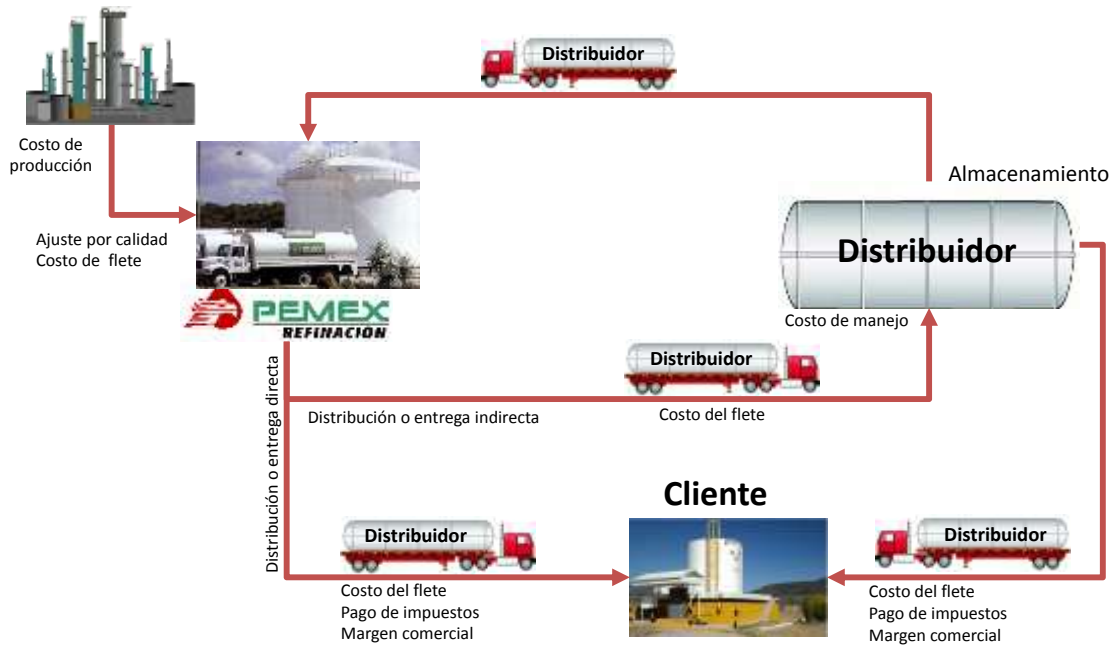 Distribuidor
Costo de
producción
Almacenamiento
Ajuste por calidad
Costo de flete
Distribuidor
PEMEX
REFINACIÓN
Costo de manejo
Distribuidor
Distribución o entrega directa
Distribución o entrega indirecta
Costo del flete
Cliente
Distribuidor
Distribuidor
Costo del flete
Pago de impuestos
Margen comercial
Costo del flete
Pago de impuestos
Margen comercial